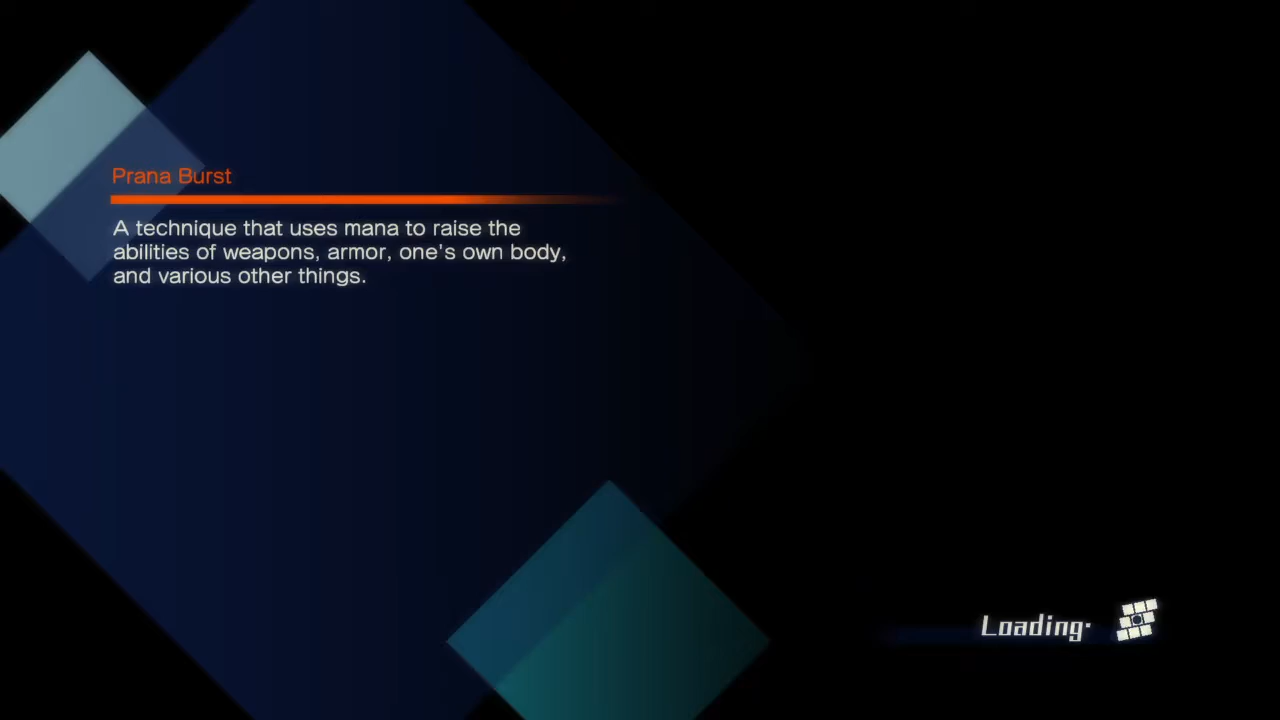 Prana Burst
A technique that uses mana to raise the
abilities of weapons, armor, one's own body,
and various other things.
Loading·